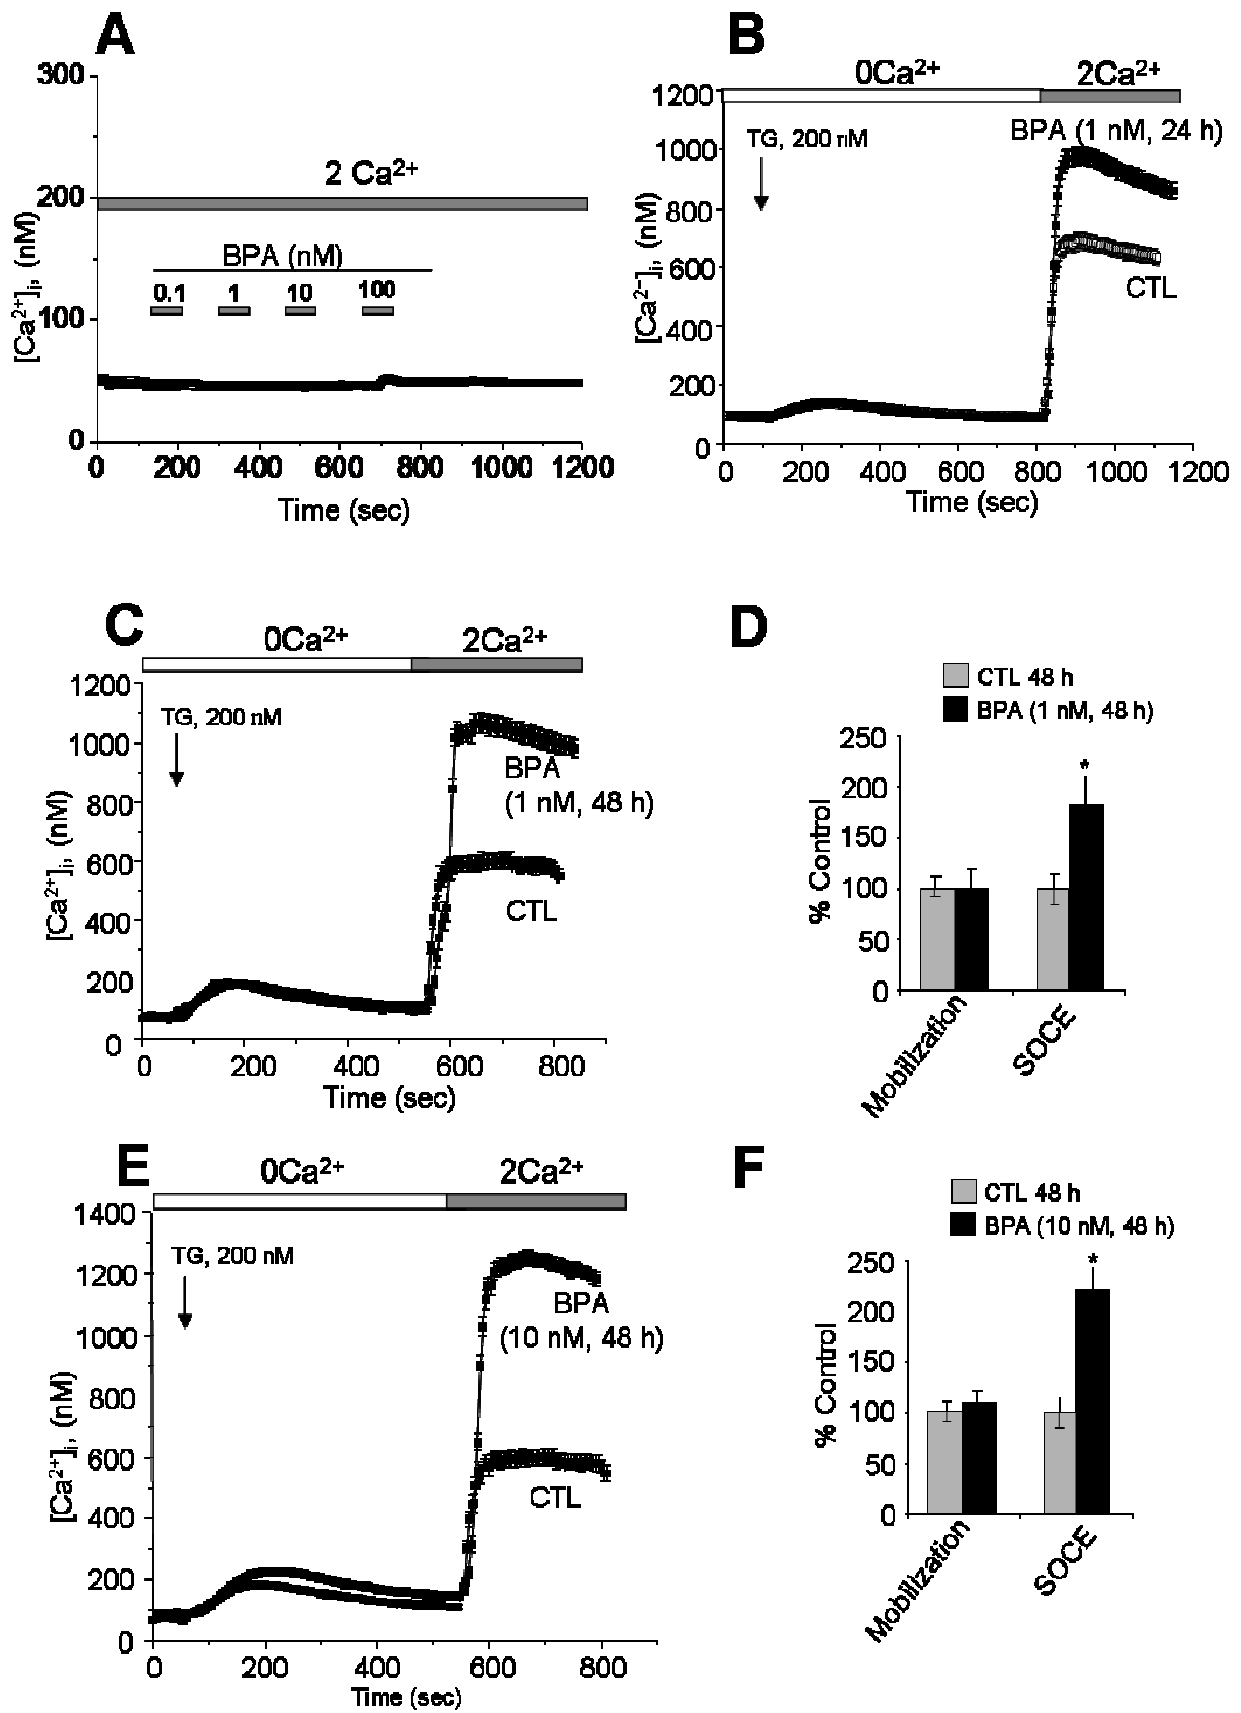 A
300
200
100
0
[Ca²⁺]i, (nM)
2 Ca²⁺
BPA (nM)
0.1 1 10 100
0 200 400 600 800 1000 1200
Time (sec)
B
0Ca²⁺ 2Ca²⁺
1200
1000
800
600
400
200
0
[Ca²⁻]i, (nM)
TG, 200 nM
BPA (1 nM, 24 h)
CTL
0 200 400 600 800 1000 1200
Time (sec)
C
0Ca²⁺ 2Ca²⁺
1200
1000
800
600
400
200
0
[Ca²⁺]i, (nM)
TG, 200 nM
BPA
(1 nM, 48 h)
CTL
0 200 400 600 800
Time (sec)
D
CTL 48 h
BPA (1 nM, 48 h)
250
200
150
100
50
0
% Control
*
Mobilization SOCE
E
0Ca²⁺ 2Ca²⁺
1400
1200
1000
800
600
400
200
0
[Ca²⁺]i, (nM)
TG, 200 nM
BPA
(10 nM, 48 h)
CTL
0 200 400 600 800
Time (sec)
F
CTL 48 h
BPA (10 nM, 48 h)
250
200
150
100
50
0
% Control
*
Mobilization SOCE